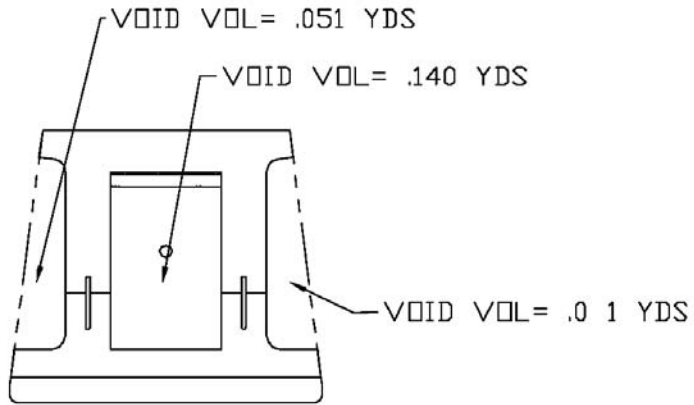 VOID VOL= .051 YDS
VOID VOL= .140 YDS
VOID VOL= .0 1 YDS